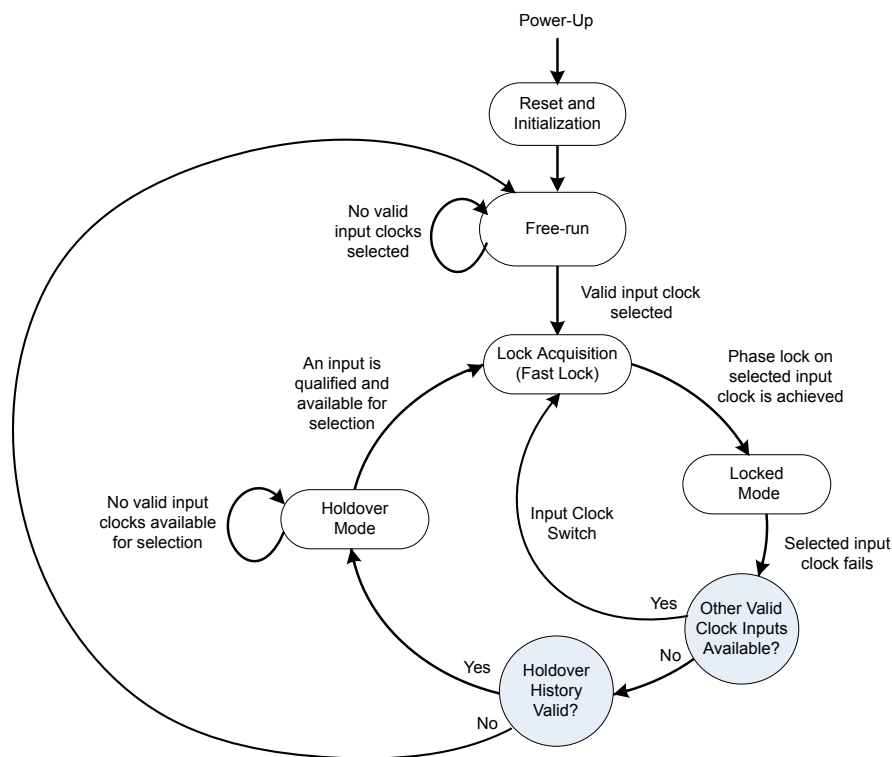 Power-Up
Reset and
Initialization
No valid
input clocks
selected
Free-run
Valid input clock
selected
An input is
qualified and
available for
selection
Lock Acquisition
(Fast Lock)
Phase lock on
selected input
clock is achieved
No valid input
clocks available
for selection
Holdover
Mode
Input Clock
Switch
Locked
Mode
Selected input
clock fails
Yes
Other Valid
Clock Inputs
Available?
No
Yes
Holdover
History
Valid?
No